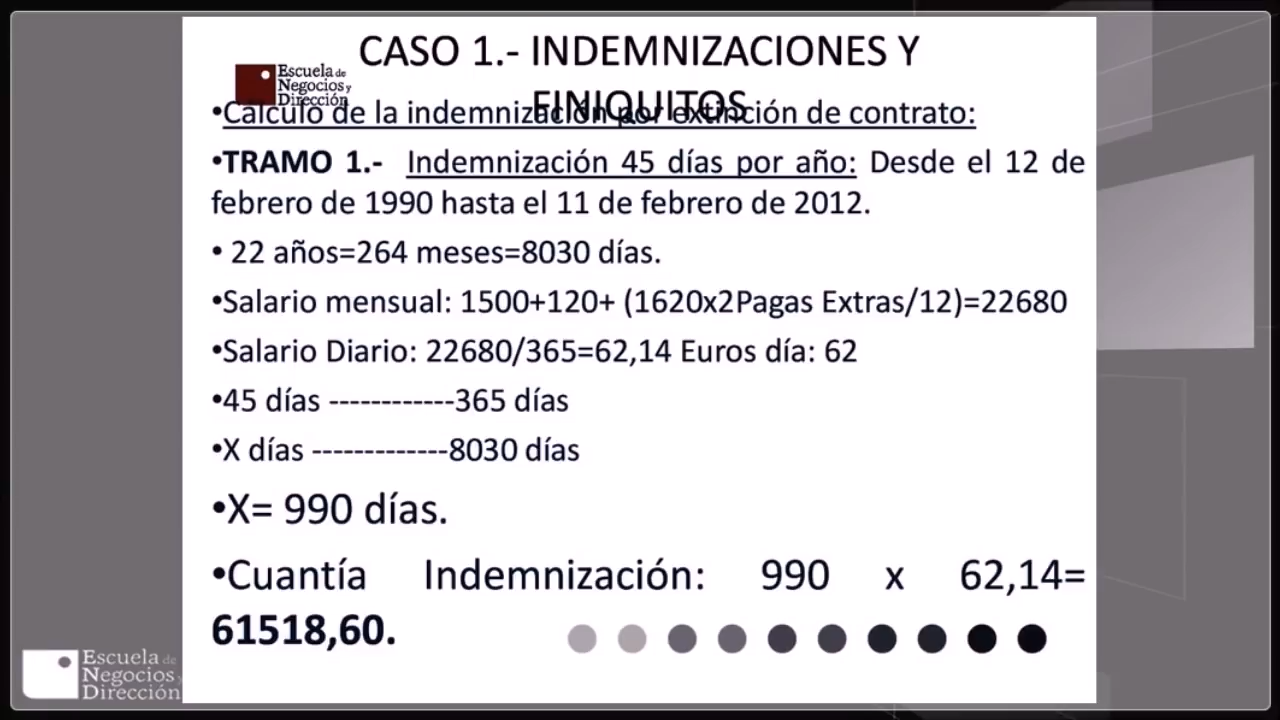 CASO 1.- INDEMNIZACIONES Y
FINIQUITOS
Escuela de
Negocios y
Dirección
•Cálculo de la indemnización por extinción de contrato:
•TRAMO 1.- Indemnización 45 días por año: Desde el 12 de
febrero de 1990 hasta el 11 de febrero de 2012.
• 22 años=264 meses=8030 días.
•Salario mensual: 1500+120+ (1620x2Pagas Extras/12)=22680
•Salario Diario: 22680/365=62,14 Euros día: 62
•45 días ------------365 días
•X días -------------8030 días
•X= 990 días.
•Cuantía Indemnización: 990 x 62,14=
61518,60.
Escuela de
Negocios y
Dirección